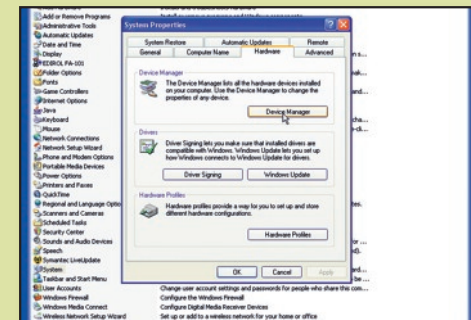 Add or Remove Programs
Administrative Tools
Automatic Updates
Date and Time
Display
EDIROL FA-101
Folder Options
Fonts
Game Controllers
Internet Options
Java
Keyboard
Mouse
Network Connections
Network Setup Wizard
Phone and Modem Options
Portable Media Devices
Power Options
Printers and Faxes
QuickTime
Regional and Language Optio
Scanners and Cameras
Scheduled Tasks
Security Center
Sounds and Audio Devices
Speech
Symantec LiveUpdate
System
Taskbar and Start Menu
User Accounts
Windows Firewall
Windows Media Connect
Wireless Network Setup Wizard
System Properties
System Restore
Automatic Updates
Remote
General
Computer Name
Hardware
Advanced
Device Manager
The Device Manager lists all the hardware devices installed
on your computer. Use the Device Manager to change the
properties of any device.
Device Manager
Drivers
Driver Signing lets you make sure that installed drivers are
compatible with Windows. Windows Update lets you set up
how Windows connects to Windows Update for drivers.
Driver Signing
Windows Update
Hardware Profiles
Hardware profiles provide a way for you to set up and store
different hardware configurations.
Hardware Profiles
OK
Cancel
Apply
Change user account settings and passwords for people who share this com...
Configure the Windows Firewall
Configure Digital Media Receiver Devices
Set up or add to a wireless network for your home or office